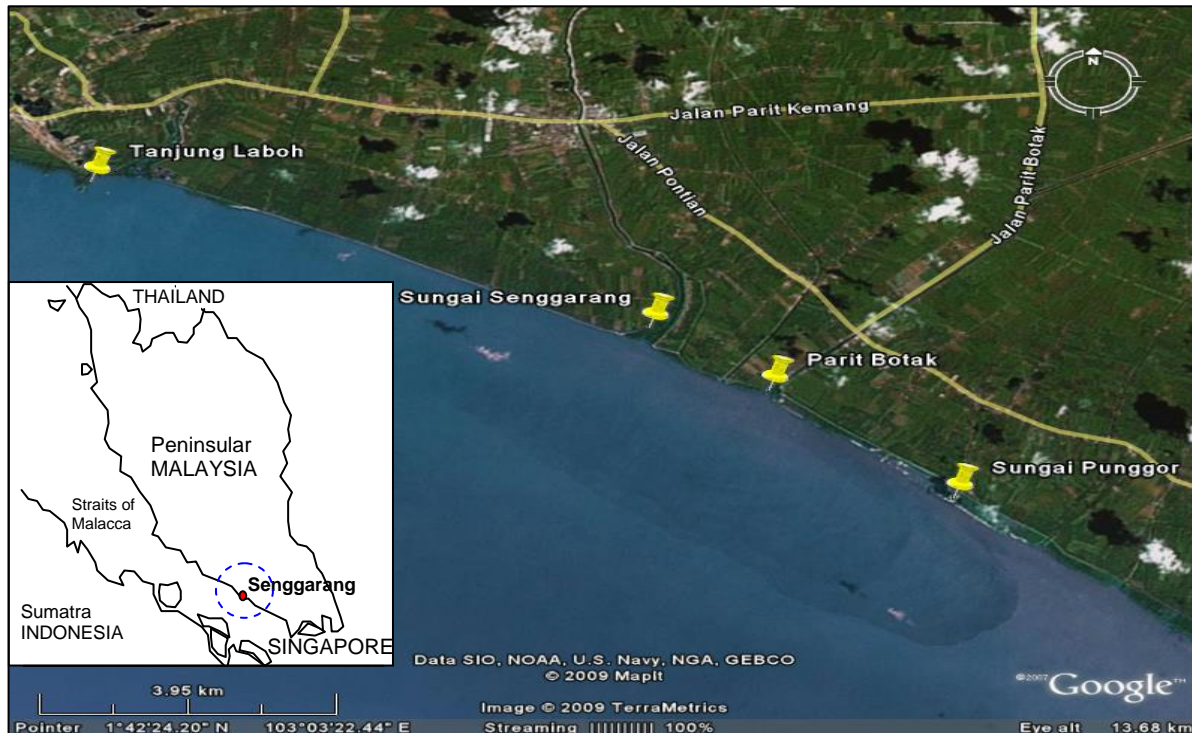 N
Jalan Parit Kemang
Tanjung Laboh
Jalan Pontian
Jalan Parit Botak
Sungai Senggarang
Parit Botak
Sungai Punggor
THAILAND
Peninsular
MALAYSIA
Straits of
Malacca
Senggarang
Sumatra
INDONESIA
SINGAPORE
Data SIO, NOAA, U.S. Navy, NGA, GEBCO
© 2009 MapIt
Image © 2009 TerraMetrics
©2007 Google™
3.95 km
Pointer 1°42'24.20" N 103°03'22.44" E Streaming ||||||||| 100% Eye alt 13.68 km